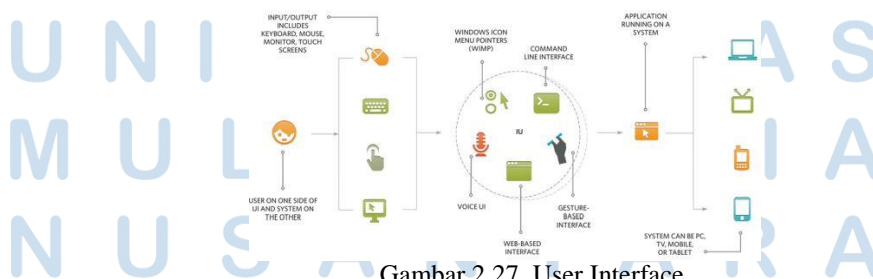 INPUT/OUTPUT
INCLUDES
KEYBOARD, MOUSE,
MONITOR, TOUCH
SCREENS
WINDOWS ICON
MENU POINTERS
(WIMP)
COMMAND
LINE INTERFACE
APPLICATION
RUNNING ON A
SYSTEM
IU
USER ON ONE SIDE OF
UI AND SYSTEM ON
THE OTHER
VOICE UI
WEB-BASED
INTERFACE
GESTURE-
BASED
INTERFACE
SYSTEM CAN BE PC,
TV, MOBILE,
OR TABLET
Gambar 2.27 User Interface